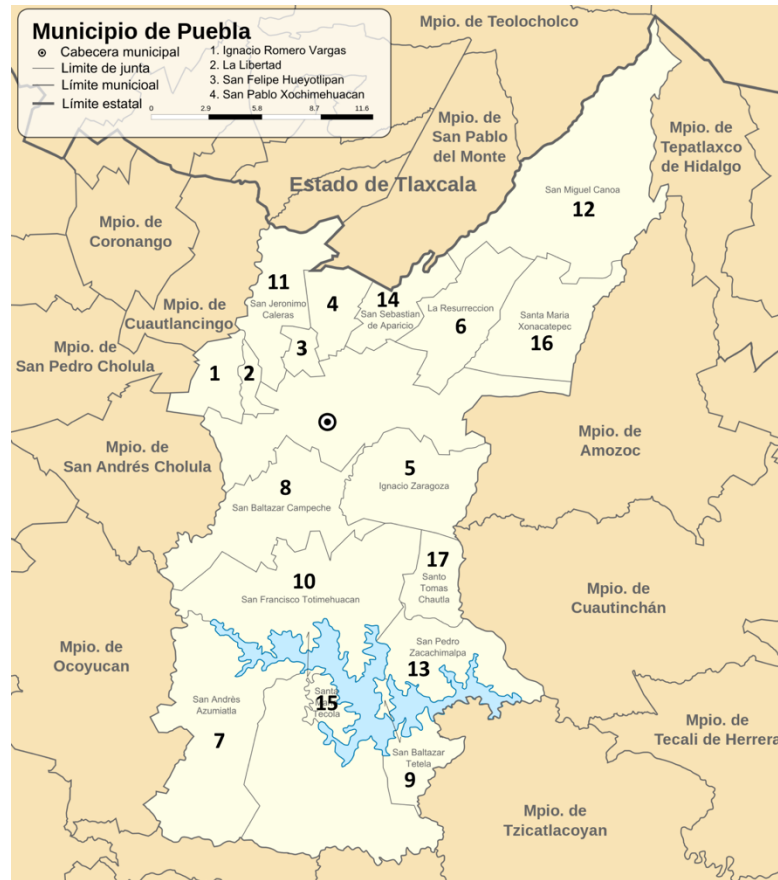 Municipio de Puebla
Cabecera municipal
Limite de junta
Límite municioal
Límite estatal
1. Ignacio Romero Vargas
2. La Libertad
3. San Felipe Hueyotlipan
4. San Pablo Xochimehuacan
0 2.9 5.8 8.7 11.6
Mpio. de Teolocholco
Mpio. de
San Pablo
del Monte
Mpio. de
Tepatlaxco
de Hidalgo
Estado de Tlaxcala
San Miguel Canoa
12
Mpio. de
Coronango
11
San Jeronimo
Caleras
4
14
San Sebastian
de Aparicio
La Resurreccion
6
Santa Maria
Xonacatepec
16
Mpio. de
Cuautlancingo
3
Mpio. de
San Pedro Cholula
1
2
Mpio. de
San Andrés Cholula
Mpio. de
Amozoc
5
Ignacio Zaragoza
8
San Baltazar Campeche
17
Santo
Tomas
Chautla
10
San Francisco Totimehuacan
Mpio. de
Cuautinchán
Mpio. de
Ocoyucan
San Pedro
Zacachimalpa
13
San Andrès
Azumiatla
7
Santa
15
Tecola
San Baltazar
Tetela
9
Mpio. de
Tecali de Herrera
Mpio. de
Tzicatlacoyan